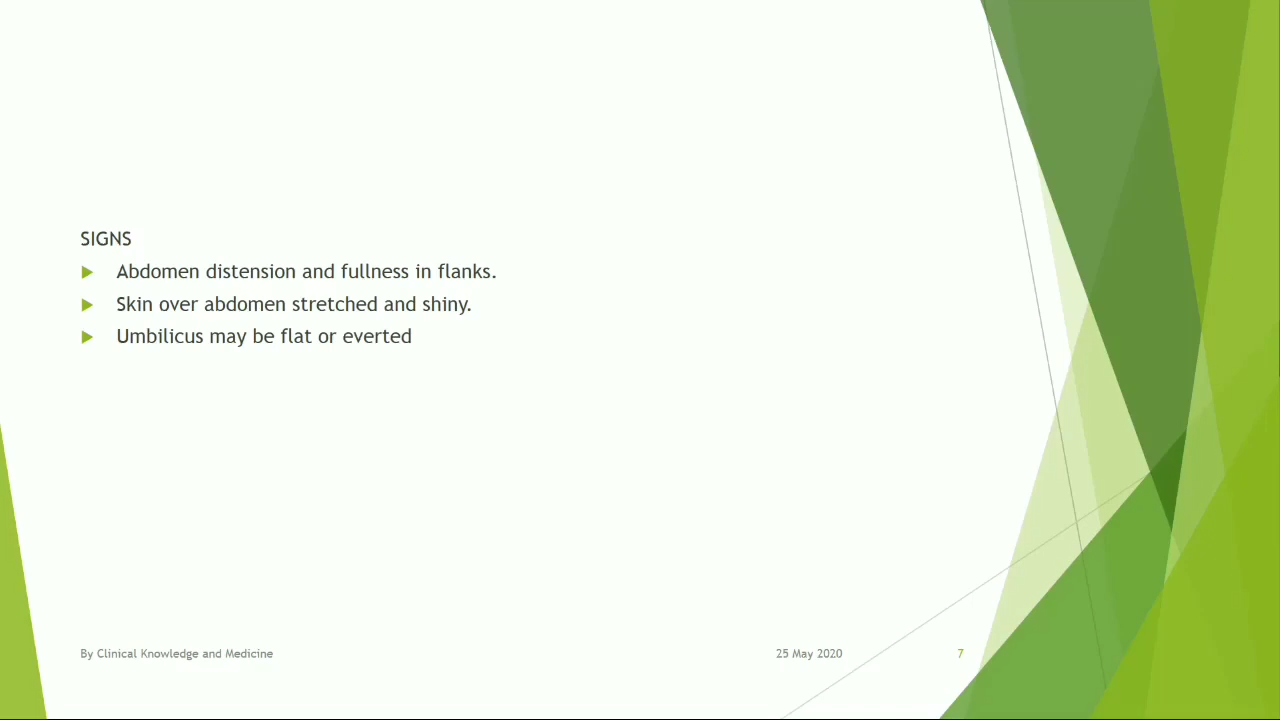 SIGNS
Abdomen distension and fullness in flanks.
Skin over abdomen stretched and shiny.
Umbilicus may be flat or everted
By Clinical Knowledge and Medicine
25 May 2020
7